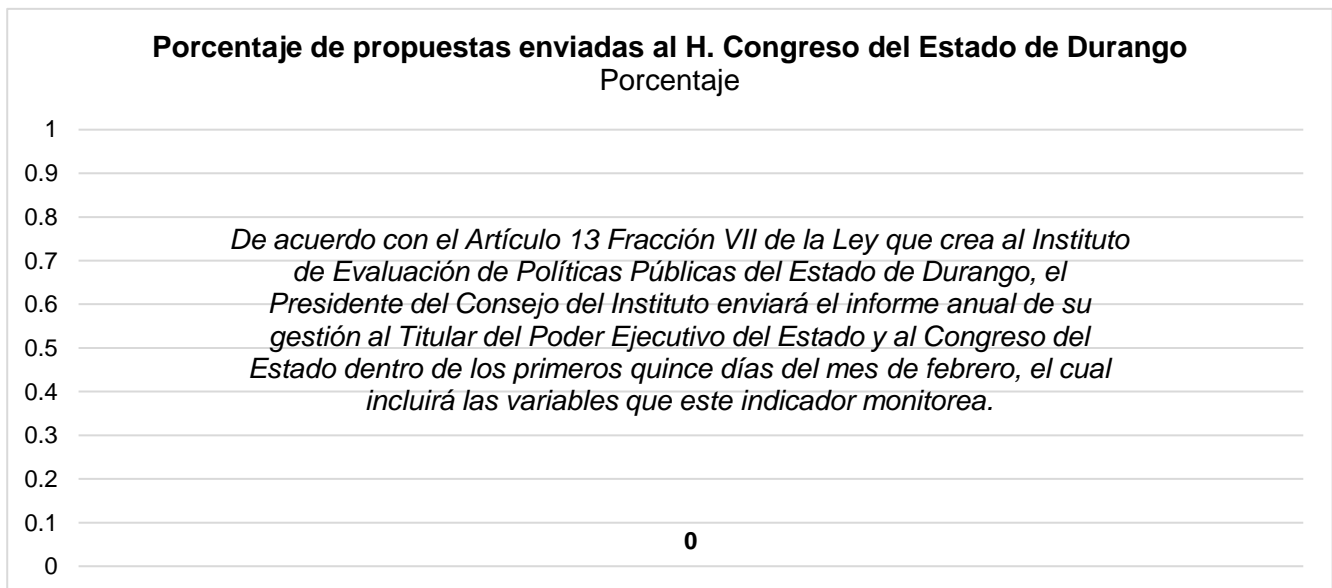 Porcentaje de propuestas enviadas al H. Congreso del Estado de Durango
Porcentaje
1
0.9
0.8
De acuerdo con el Artículo 13 Fracción VII de la Ley que crea al Instituto
0.7
de Evaluación de Políticas Públicas del Estado de Durango, el
0.6
Presidente del Consejo del Instituto enviará el informe anual de su
gestión al Titular del Poder Ejecutivo del Estado y al Congreso del
0.5
Estado dentro de los primeros quince días del mes de febrero, el cual
0.4
incluirá las variables que este indicador monitorea.
0.3
0.2
0.1
0
0